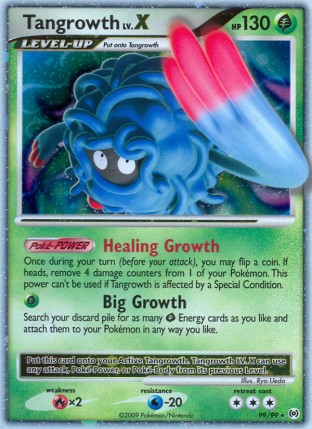 Tangrowth LV.X HP 130
LEVEL-UP Put onto Tangrowth
Poké-POWER Healing Growth
Once during your turn (before your attack), you may flip a coin. If
heads, remove 4 damage counters from 1 of your Pokémon. This
power can't be used if Tangrowth is affected by a Special Condition.
Big Growth
Search your discard pile for as many Energy cards as you like and
attach them to your Pokémon in any way you like.
Put this card onto your Active Tangrowth. Tangrowth LV.X can use
any attack, Poké-Power, or Poké-Body from its previous Level.
Illus. Ryo Ueda
weakness resistance retreat cost
×2 -20
©2009 Pokémon/Nintendo 99/99